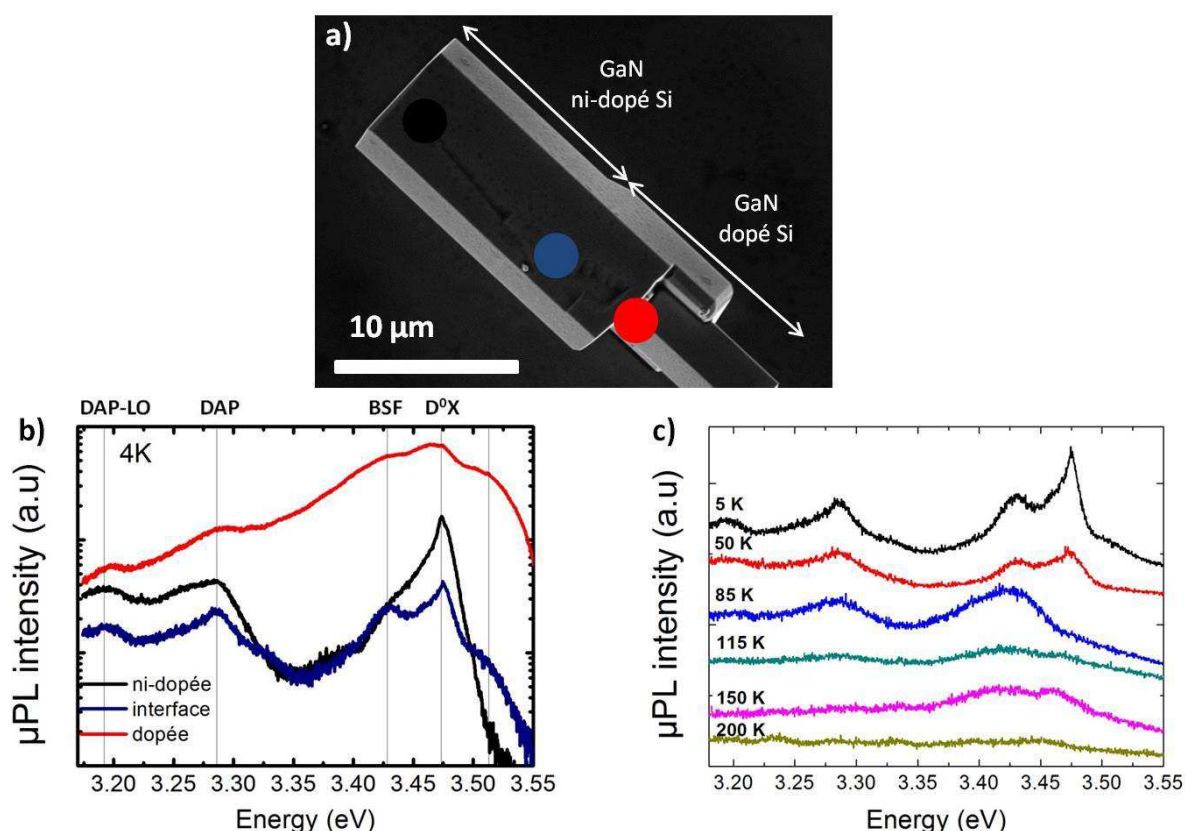 a)
GaN
ni-dopé Si
GaN
dopé Si
10 µm
DAP-LO DAP BSF D⁰X
b)
4K
µPL intensity (a.u)
ni-dopée
interface
dopée
3.20 3.25 3.30 3.35 3.40 3.45 3.50 3.55
Energy (eV)
c)
µPL intensity (a.u)
5 K
50 K
85 K
115 K
150 K
200 K
3.20 3.25 3.30 3.35 3.40 3.45 3.50 3.55
Energy (eV)